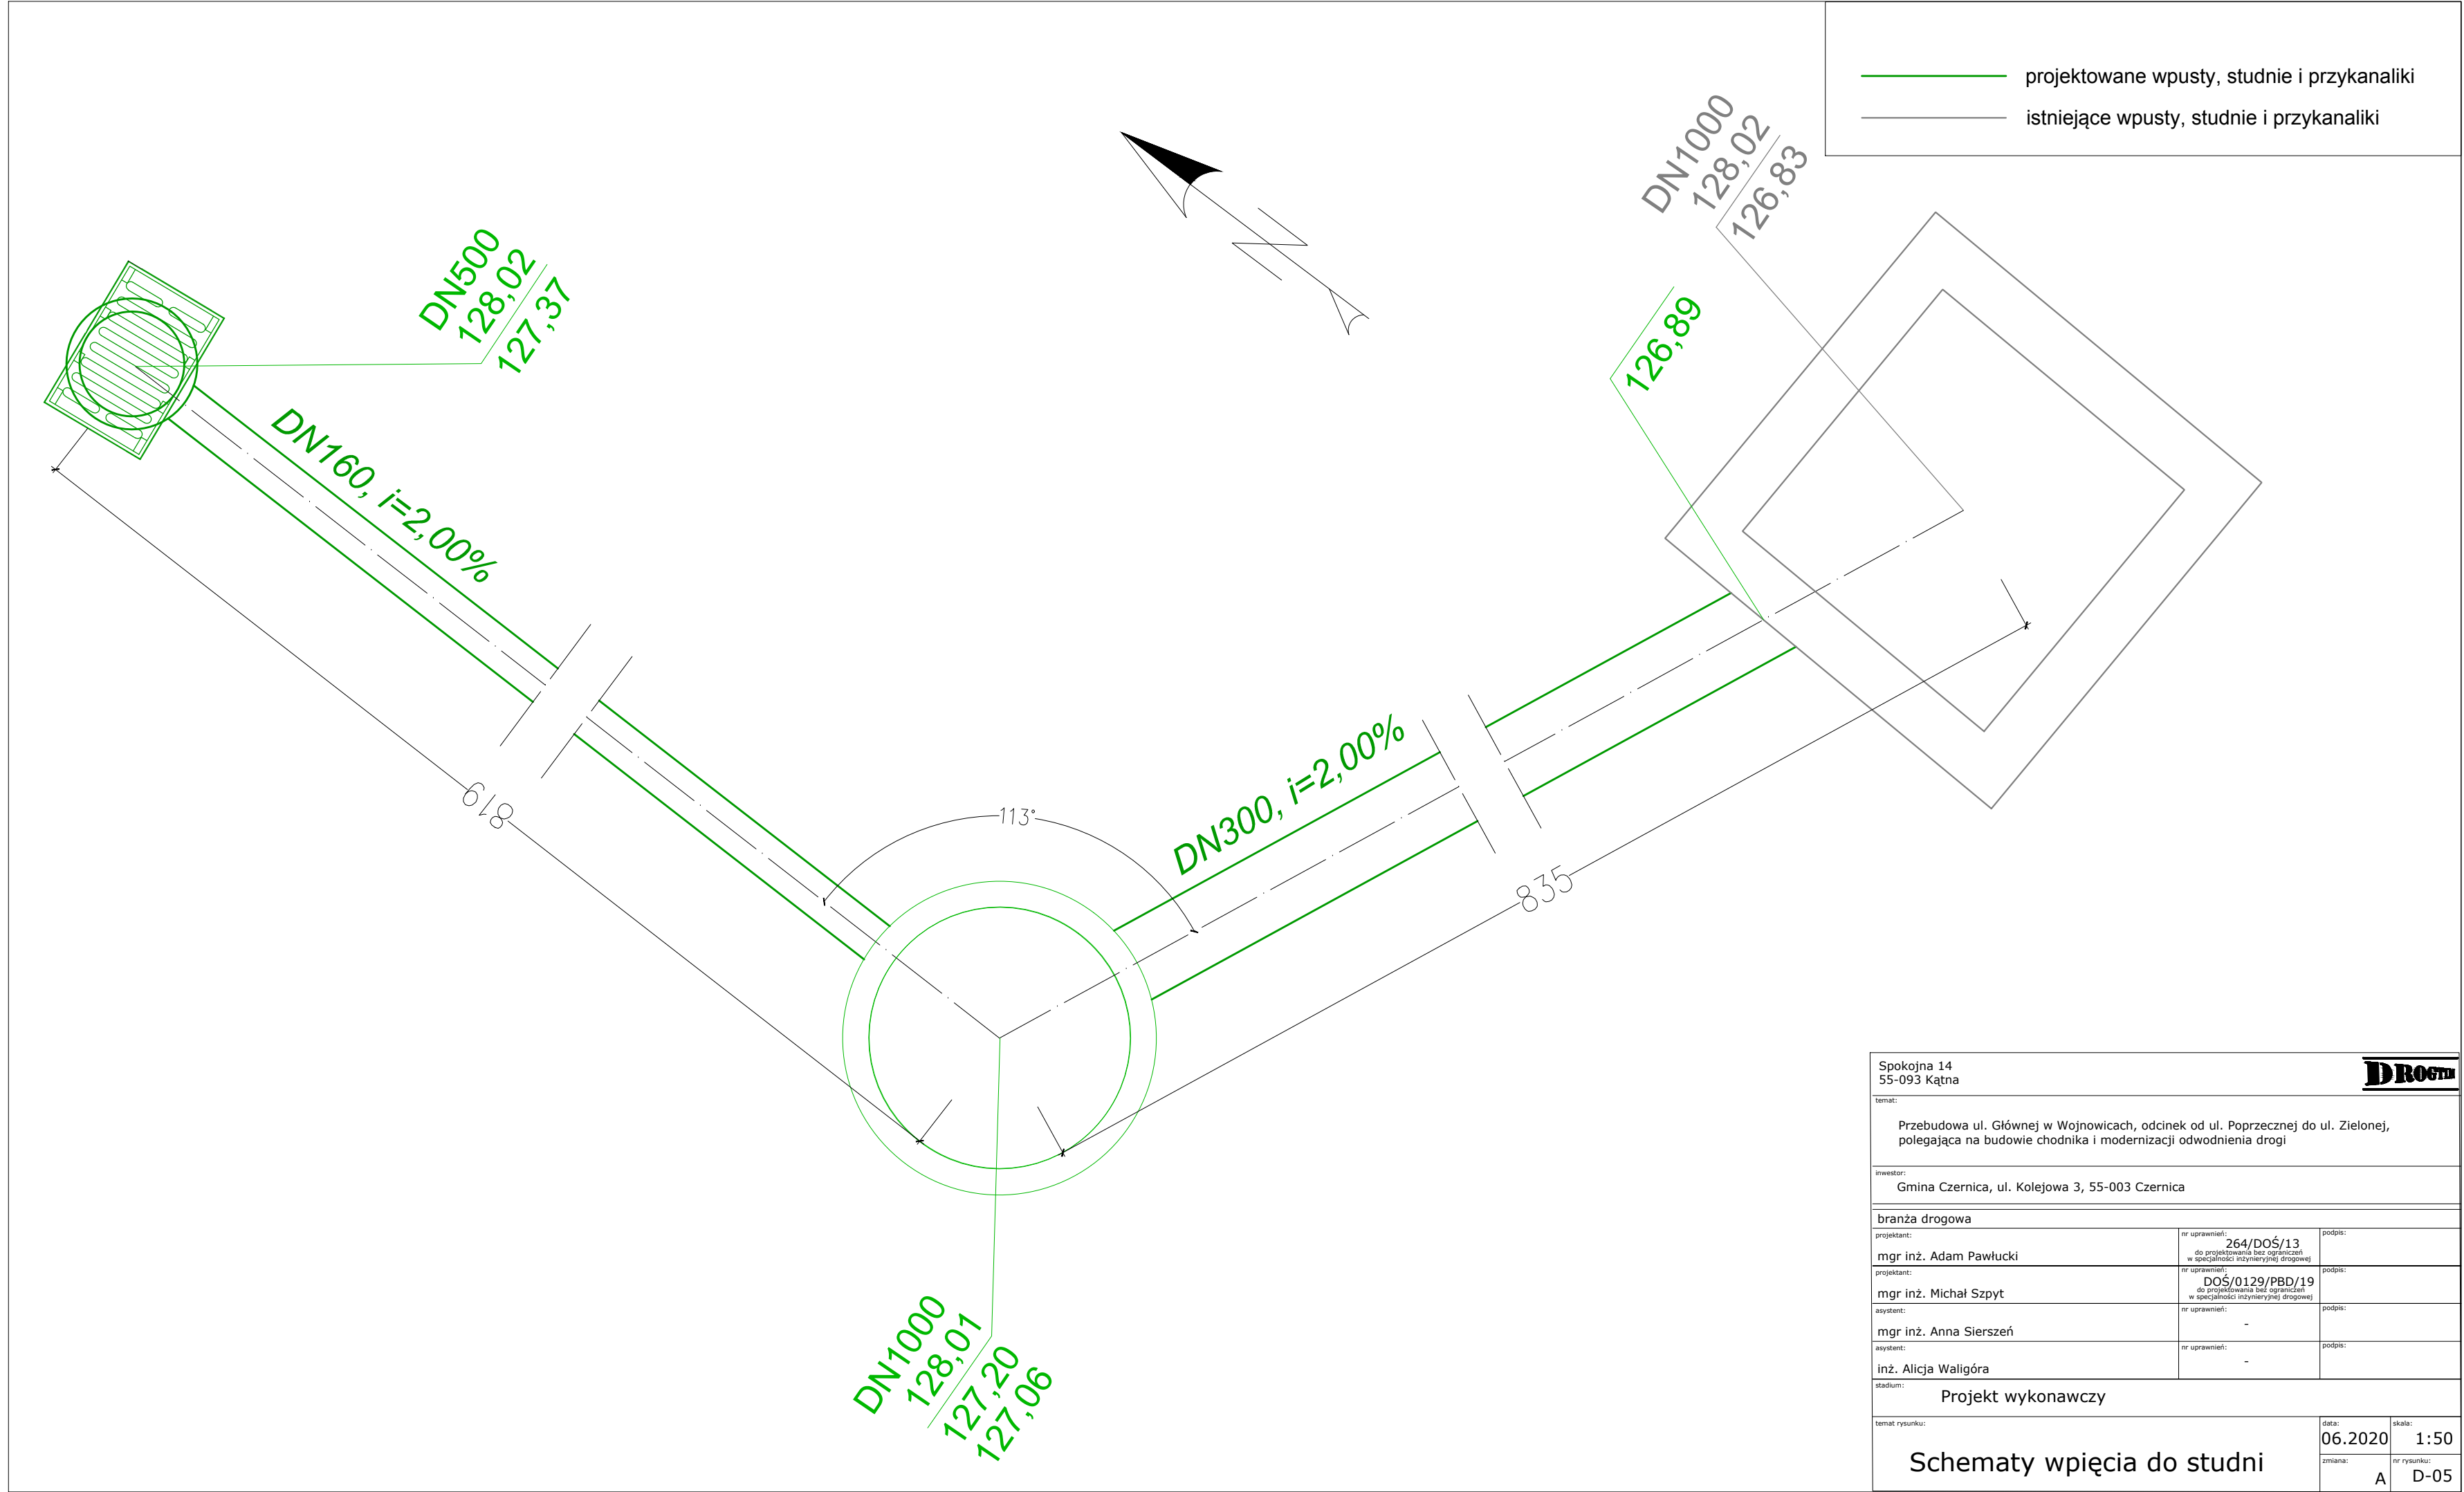 projektowane wpusty, studnie i przykanaliki
istniejące wpusty, studnie i przykanaliki
DN1000
128,02
126,83
DN500
128,02
127,37
126,89
DN160, i=2,00%
879
113°
DN300, i=2,00%
835
DN1000
128,01
127,20
127,06
Spokojna 14
55-093 Kątna
temat:
Przebudowa ul. Głównej w Wojnowicach, odcinek od ul. Poprzecznej do ul. Zielonej,
polegająca na budowie chodnika i modernizacji odwodnienia drogi
inwestor:
Gmina Czernica, ul. Kolejowa 3, 55-003 Czernica
branża drogowa
projektant:
mgr inż. Adam Pawłucki
nr uprawnień:
264/DOŚ/13
do projektowania bez ograniczeń
w specjalności inżynieryjnej drogowej
podpis:
projektant:
mgr inż. Michał Szpyt
nr uprawnień:
DOŚ/0129/PBD/19
do projektowania bez ograniczeń
w specjalności inżynieryjnej drogowej
podpis:
asystent:
mgr inż. Anna Sierszeń
nr uprawnień:
-
podpis:
asystent:
inż. Alicja Waligóra
nr uprawnień:
-
podpis:
stadium:
Projekt wykonawczy
temat rysunku:
Schematy wpięcia do studni
data:
06.2020
skala:
1:50
zmiana:
A
nr rysunku:
D-05